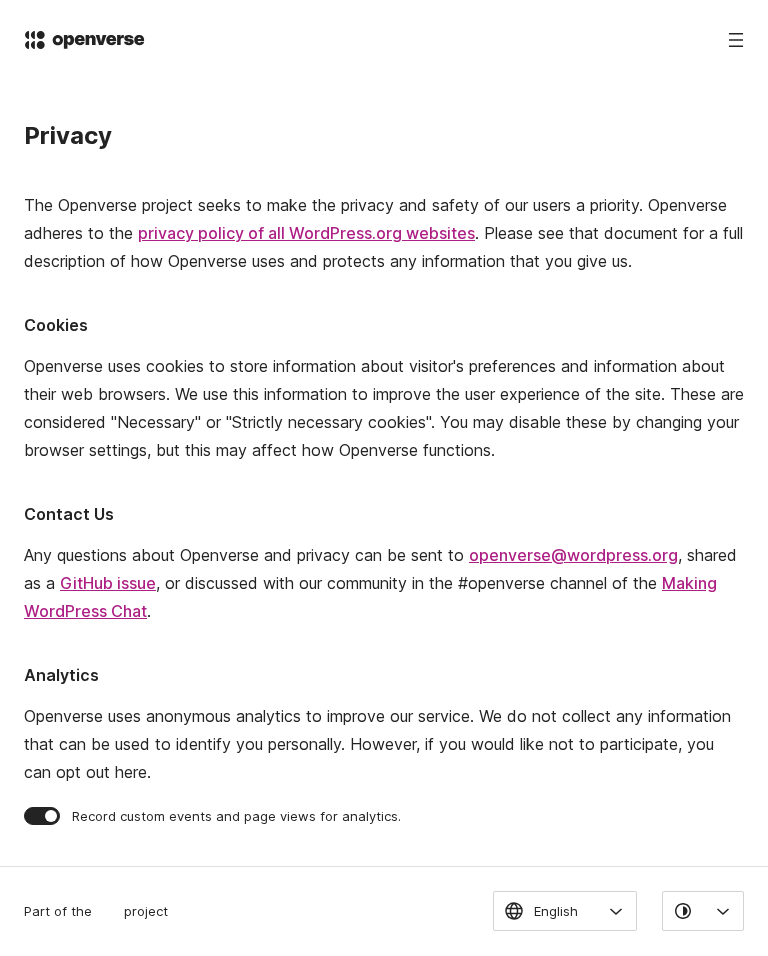 openverse
Privacy
The Openverse project seeks to make the privacy and safety of our users a priority. Openverse
adheres to the privacy policy of all WordPress.org websites. Please see that document for a full
description of how Openverse uses and protects any information that you give us.
Cookies
Openverse uses cookies to store information about visitor's preferences and information about
their web browsers. We use this information to improve the user experience of the site. These are
considered "Necessary" or "Strictly necessary cookies". You may disable these by changing your
browser settings, but this may affect how Openverse functions.
Contact Us
Any questions about Openverse and privacy can be sent to openverse@wordpress.org, shared
as a GitHub issue, or discussed with our community in the #openverse channel of the Making
WordPress Chat.
Analytics
Openverse uses anonymous analytics to improve our service. We do not collect any information
that can be used to identify you personally. However, if you would like not to participate, you
can opt out here.
Record custom events and page views for analytics.
Part of the project
English